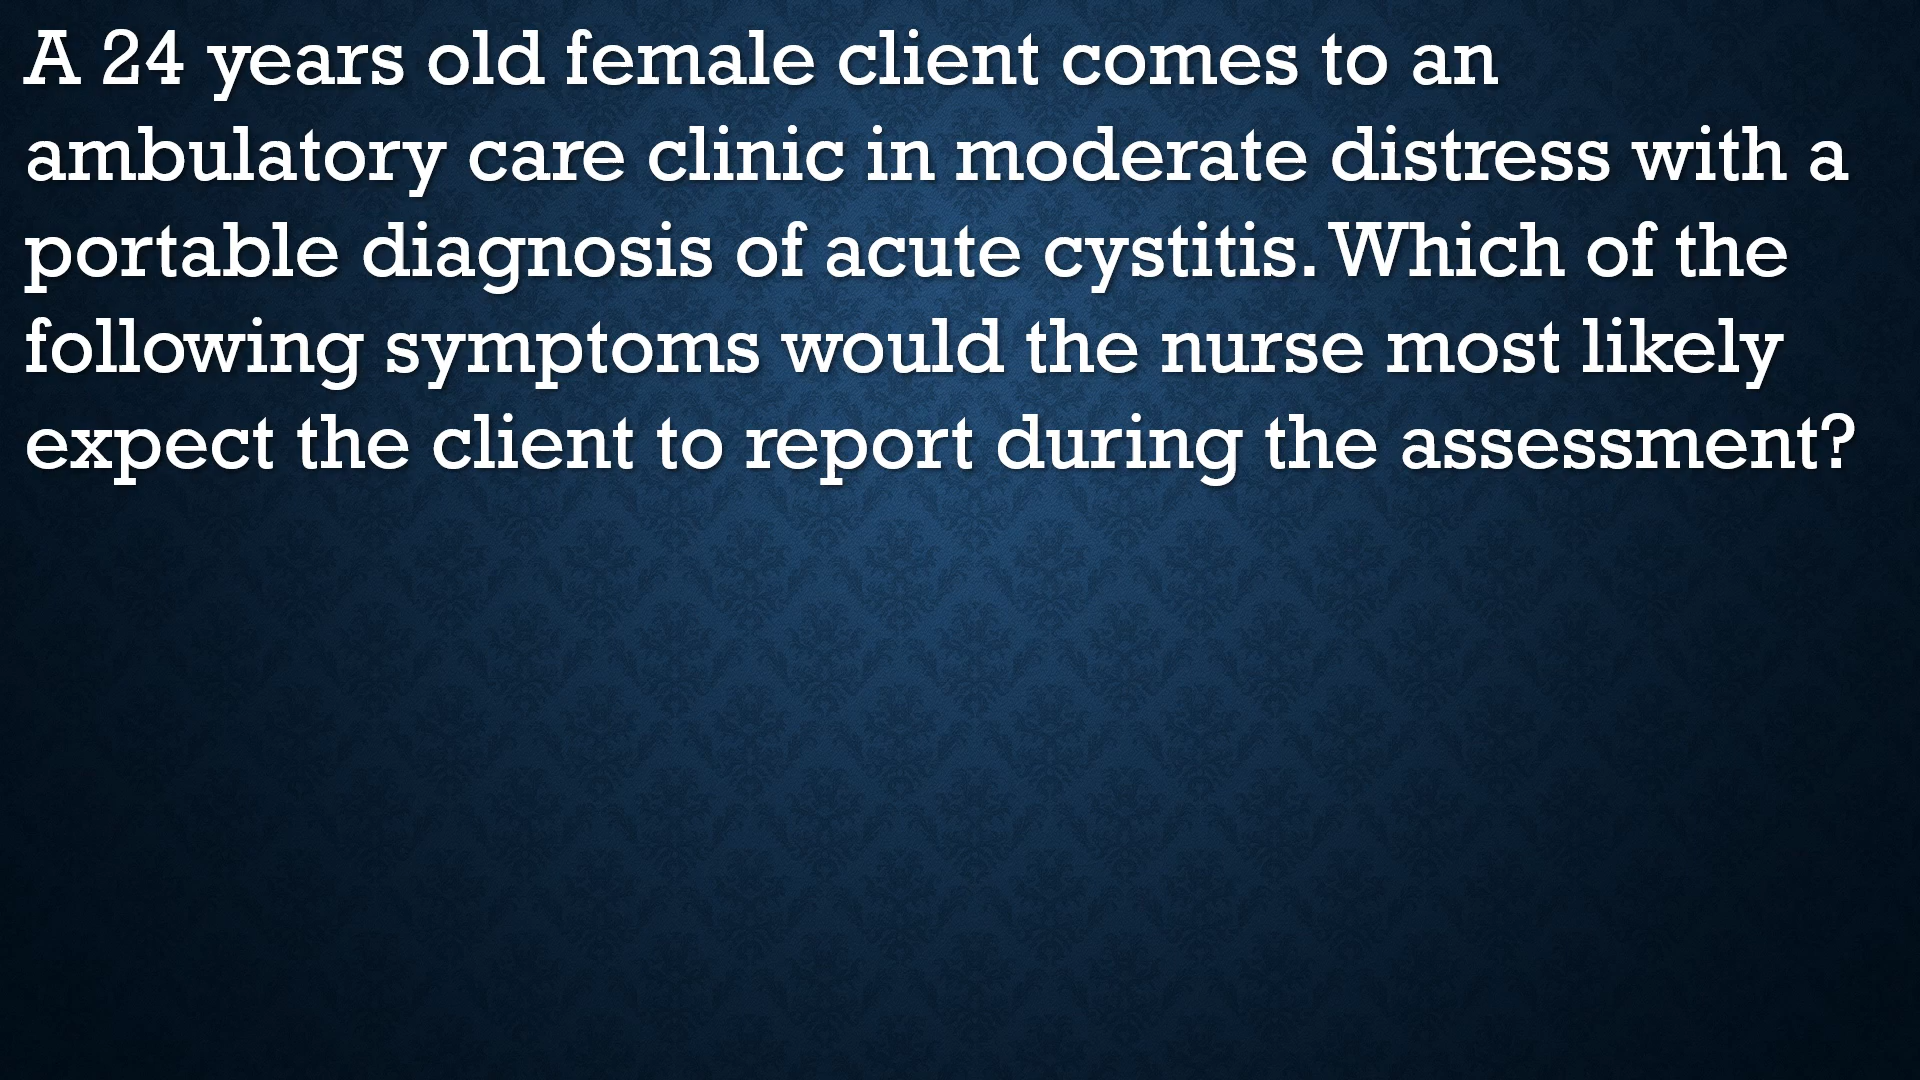 A 24 years old female client comes to an
ambulatory care clinic in moderate distress with a
portable diagnosis of acute cystitis. Which of the
following symptoms would the nurse most likely
expect the client to report during the assessment?